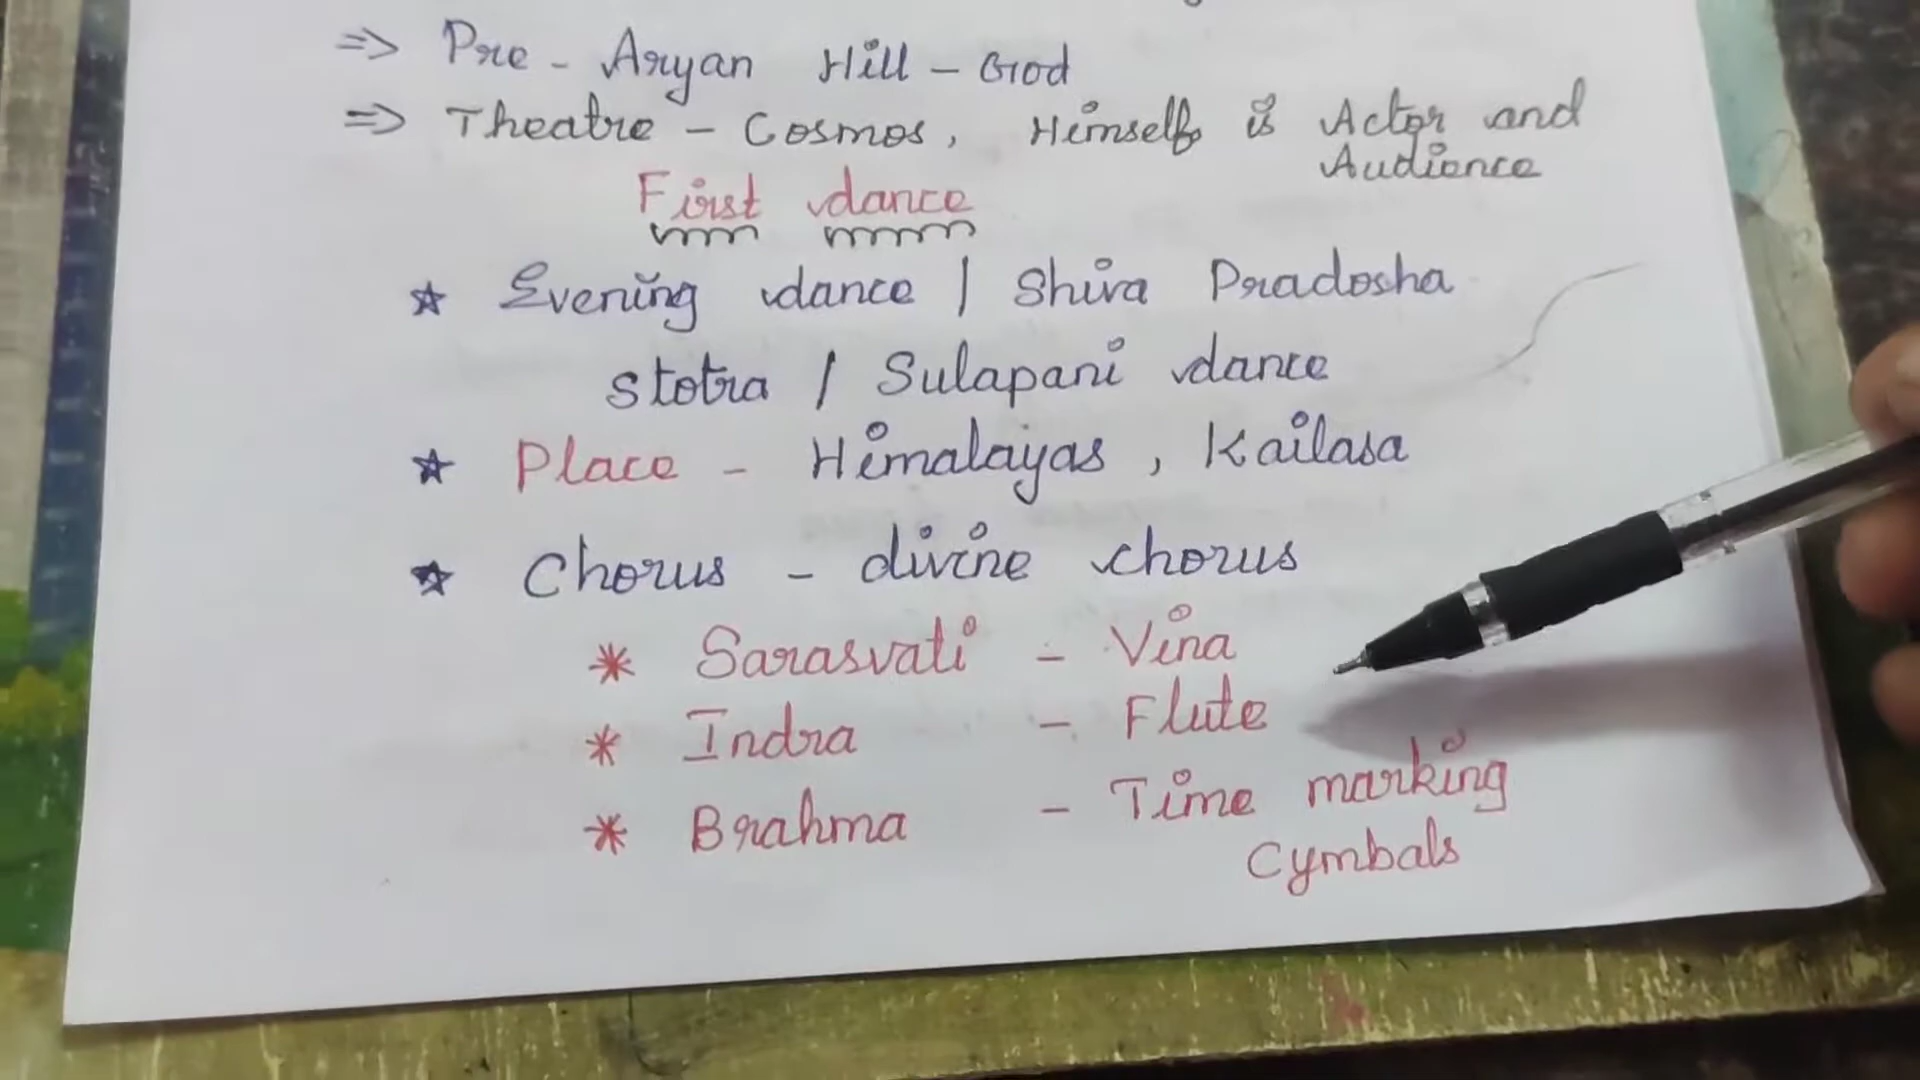 => Pre - Aryan Hill - God
=> Theatre - Cosmos, Himself is Actor and
Audience
First dance
☆ Evening dance / Shiva Pradosha
Stotra / Sulapani dance
☆ Place - Himalayas, Kailasa
☆ Chorus - divine chorus
* Sarasvati - Vina
* Indra - Flute
* Brahma - Time marking
Cymbals